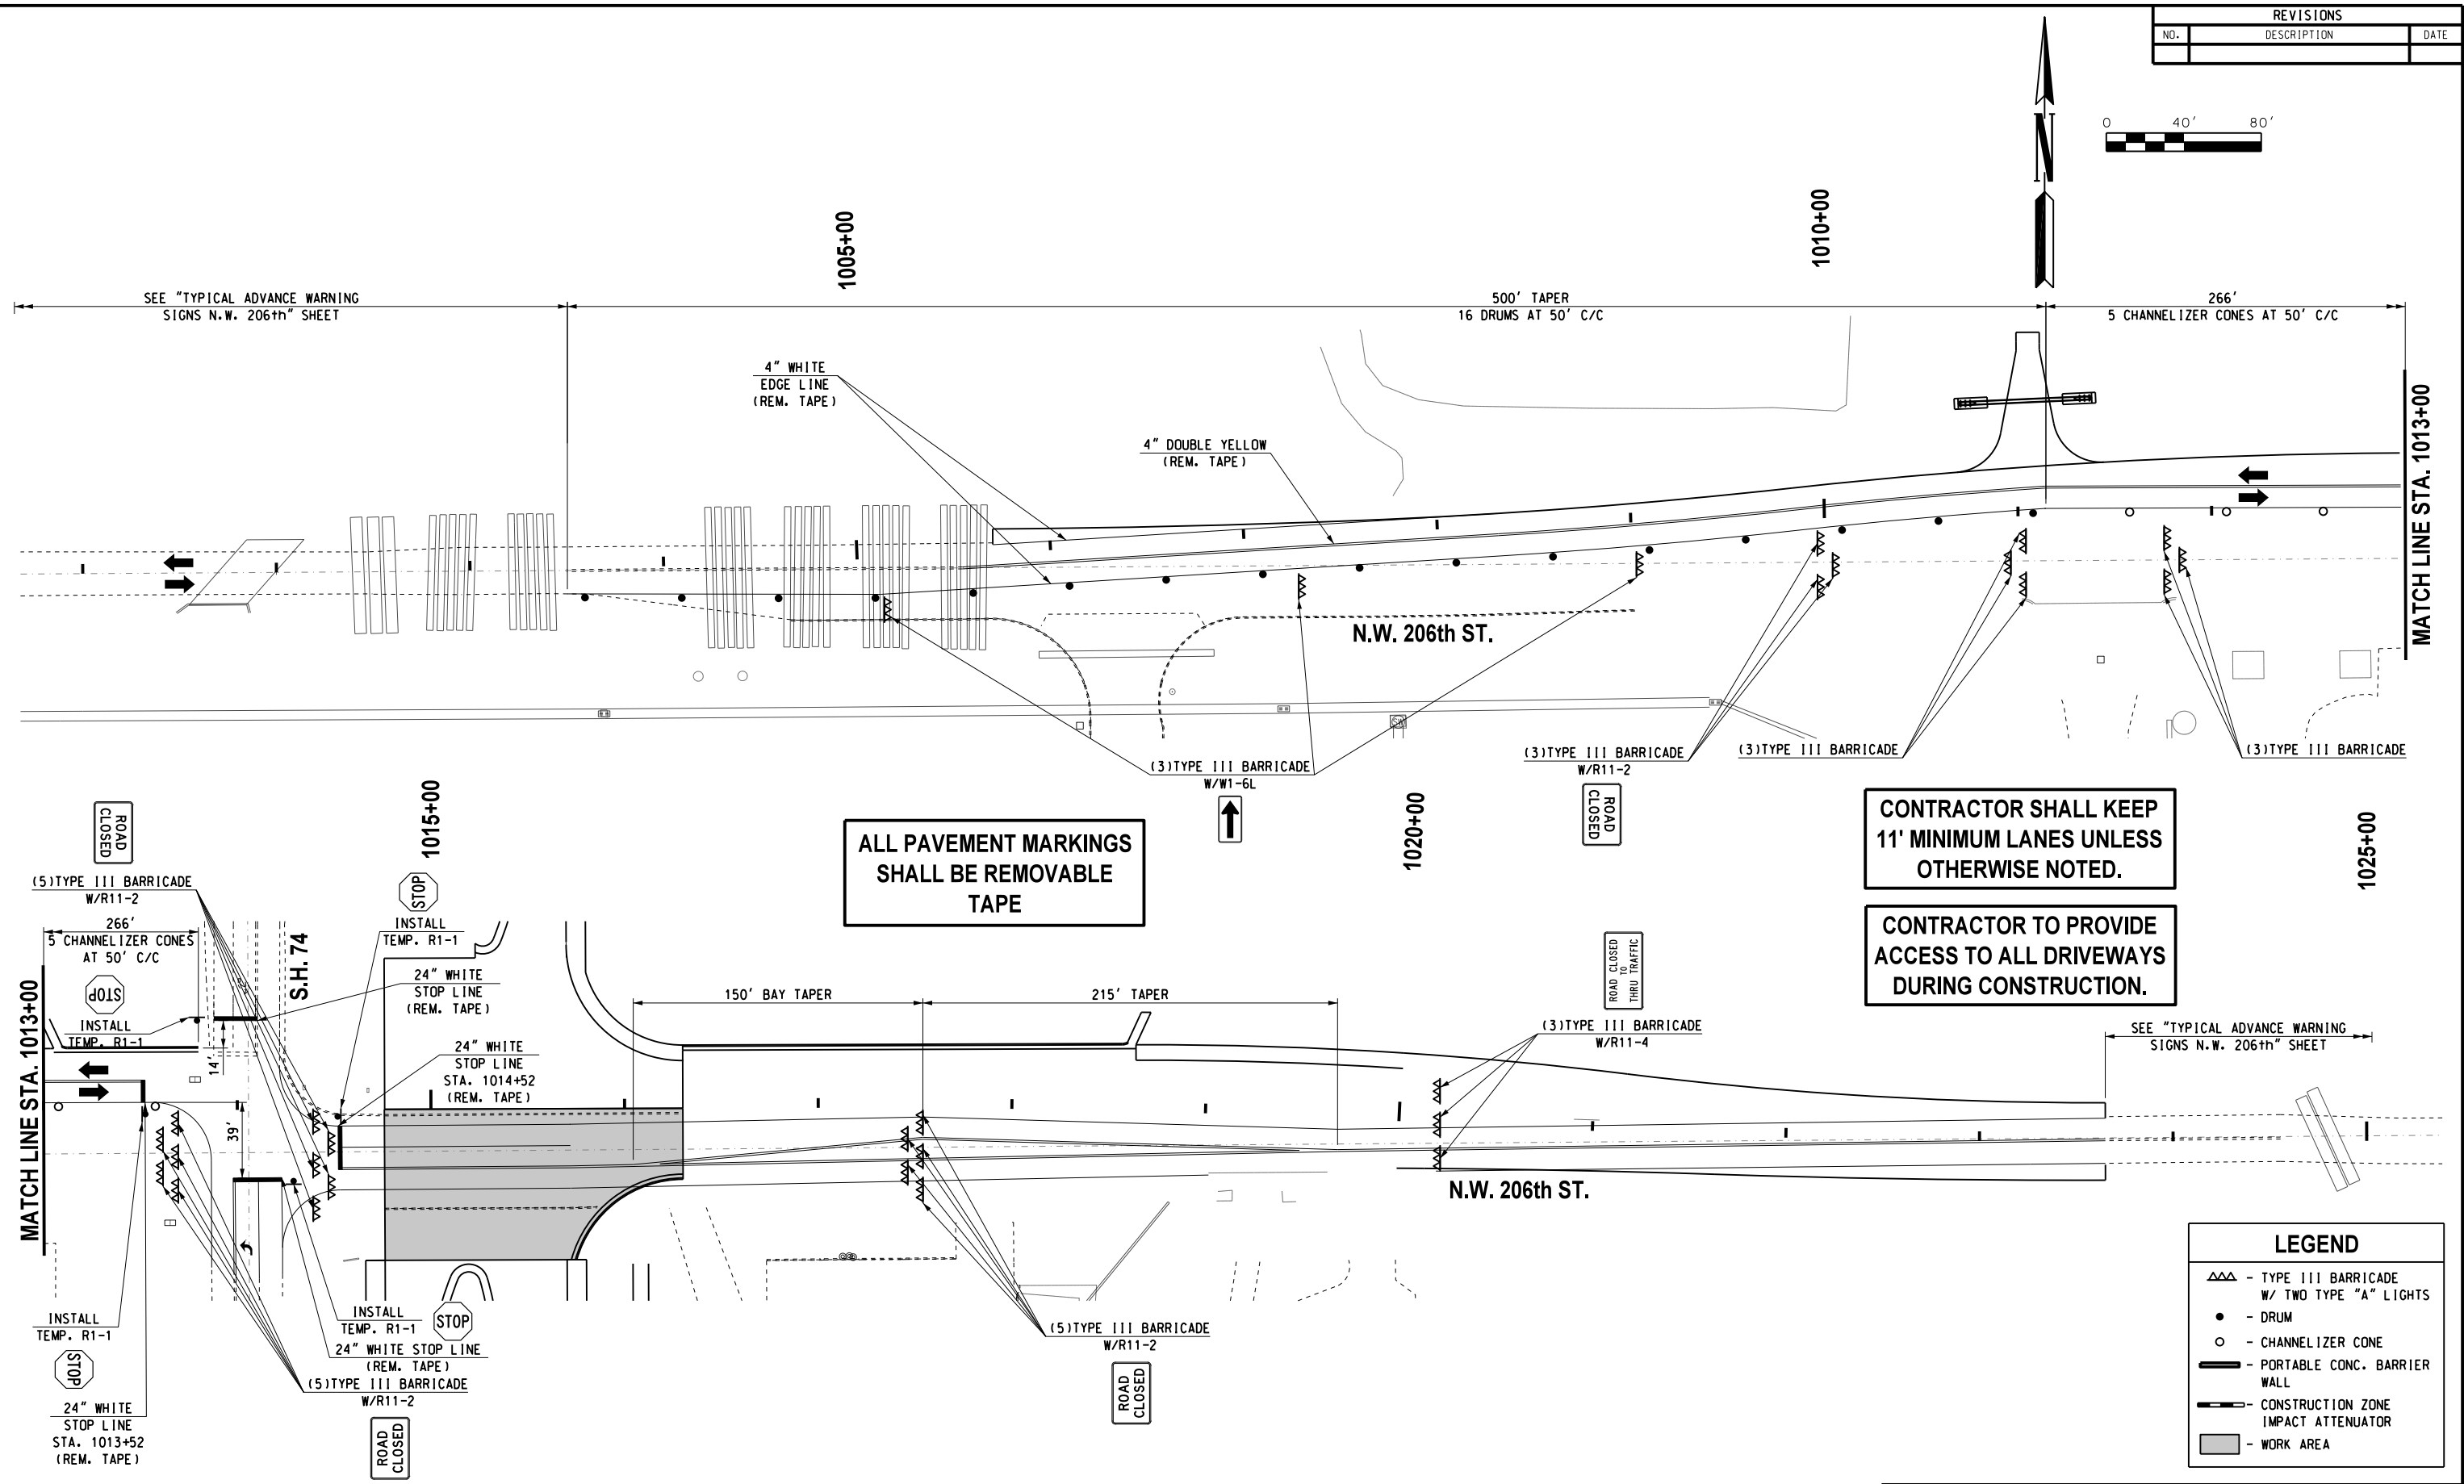 REVISIONS
NO. DESCRIPTION DATE
N
0 40' 80'
1005+00
1010+00
SEE "TYPICAL ADVANCE WARNING
SIGNS N.W. 206th" SHEET
500' TAPER
16 DRUMS AT 50' C/C
266'
5 CHANNELIZER CONES AT 50' C/C
4" WHITE
EDGE LINE
(REM. TAPE)
4" DOUBLE YELLOW
(REM. TAPE)
MATCH LINE STA. 1013+00
N.W. 206th ST.
SW
(3)TYPE III BARRICADE
W/W1-6L
(3)TYPE III BARRICADE
W/R11-2
ROAD
CLOSED
(3)TYPE III BARRICADE
(3)TYPE III BARRICADE
ALL PAVEMENT MARKINGS
SHALL BE REMOVABLE
TAPE
CONTRACTOR SHALL KEEP
11' MINIMUM LANES UNLESS
OTHERWISE NOTED.
CONTRACTOR TO PROVIDE
ACCESS TO ALL DRIVEWAYS
DURING CONSTRUCTION.
1015+00
1020+00
1025+00
ROAD
CLOSED
(5)TYPE III BARRICADE
W/R11-2
266'
5 CHANNELIZER CONES
AT 50' C/C
STOP
INSTALL
TEMP. R1-1
MATCH LINE STA. 1013+00
S.H. 74
14'
39'
STOP
INSTALL
TEMP. R1-1
24" WHITE
STOP LINE
(REM. TAPE)
24" WHITE
STOP LINE
STA. 1014+52
(REM. TAPE)
150' BAY TAPER
215' TAPER
ROAD CLOSED
TO
THRU TRAFFIC
(3)TYPE III BARRICADE
W/R11-4
SEE "TYPICAL ADVANCE WARNING
SIGNS N.W. 206th" SHEET
N.W. 206th ST.
INSTALL
TEMP. R1-1
STOP
24" WHITE
STOP LINE
STA. 1013+52
(REM. TAPE)
INSTALL
TEMP. R1-1
STOP
24" WHITE STOP LINE
(REM. TAPE)
(5)TYPE III BARRICADE
W/R11-2
ROAD
CLOSED
(5)TYPE III BARRICADE
W/R11-2
ROAD
CLOSED
LEGEND
- TYPE III BARRICADE
W/ TWO TYPE "A" LIGHTS
- DRUM
- CHANNELIZER CONE
- PORTABLE CONC. BARRIER
WALL
- CONSTRUCTION ZONE
IMPACT ATTENUATOR
- WORK AREA